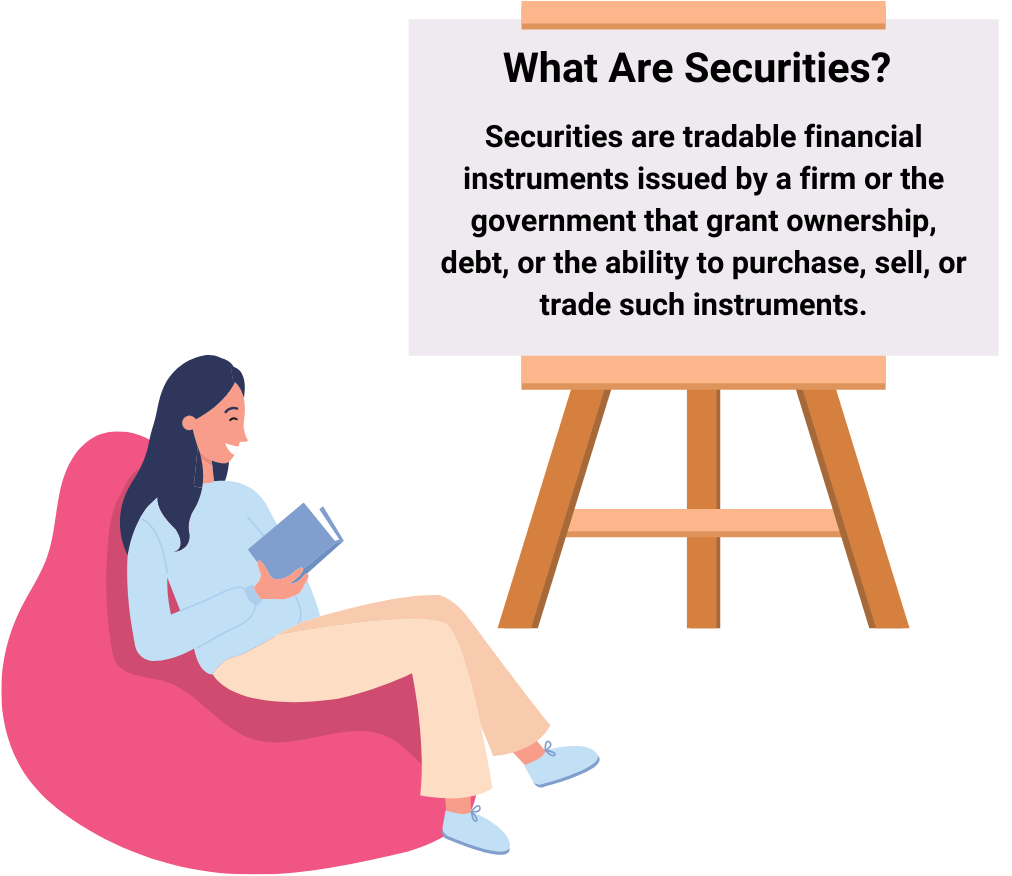 What Are Securities?
Securities are tradable financial
instruments issued by a firm or the
government that grant ownership,
debt, or the ability to purchase, sell, or
trade such instruments.